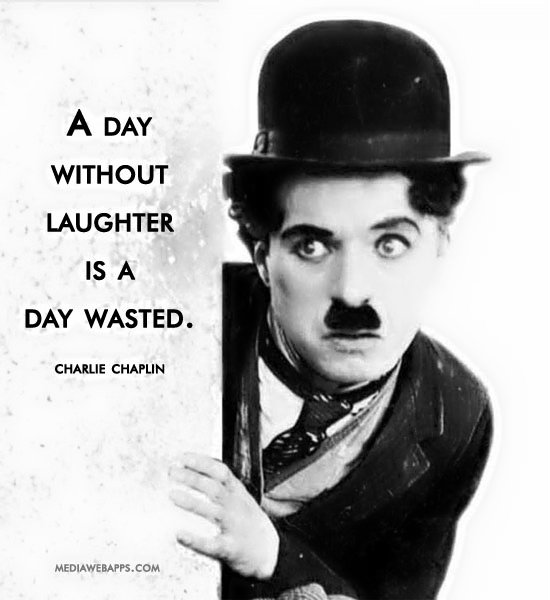 A DAY
WITHOUT
LAUGHTER
IS A
DAY WASTED.
CHARLIE CHAPLIN
MEDIAWEBAPPS.COM